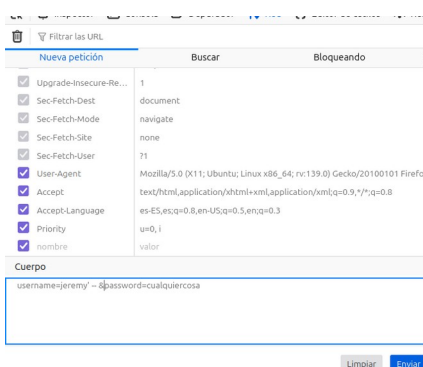 Filtrar las URL
Nueva petición Buscar Bloqueando
Upgrade-Insecure-Re... 1
Sec-Fetch-Dest document
Sec-Fetch-Mode navigate
Sec-Fetch-Site none
Sec-Fetch-User ?1
User-Agent Mozilla/5.0 (X11; Ubuntu; Linux x86_64; rv:139.0) Gecko/20100101 Firefo
Accept text/html,application/xhtml+xml,application/xml;q=0.9,*/*;q=0.8
Accept-Language es-ES,es;q=0.8,en-US;q=0.5,en;q=0.3
Priority u=0, i
nombre valor
Cuerpo
username=jeremy' -- &password=cualquiercosa
Limpiar Enviar